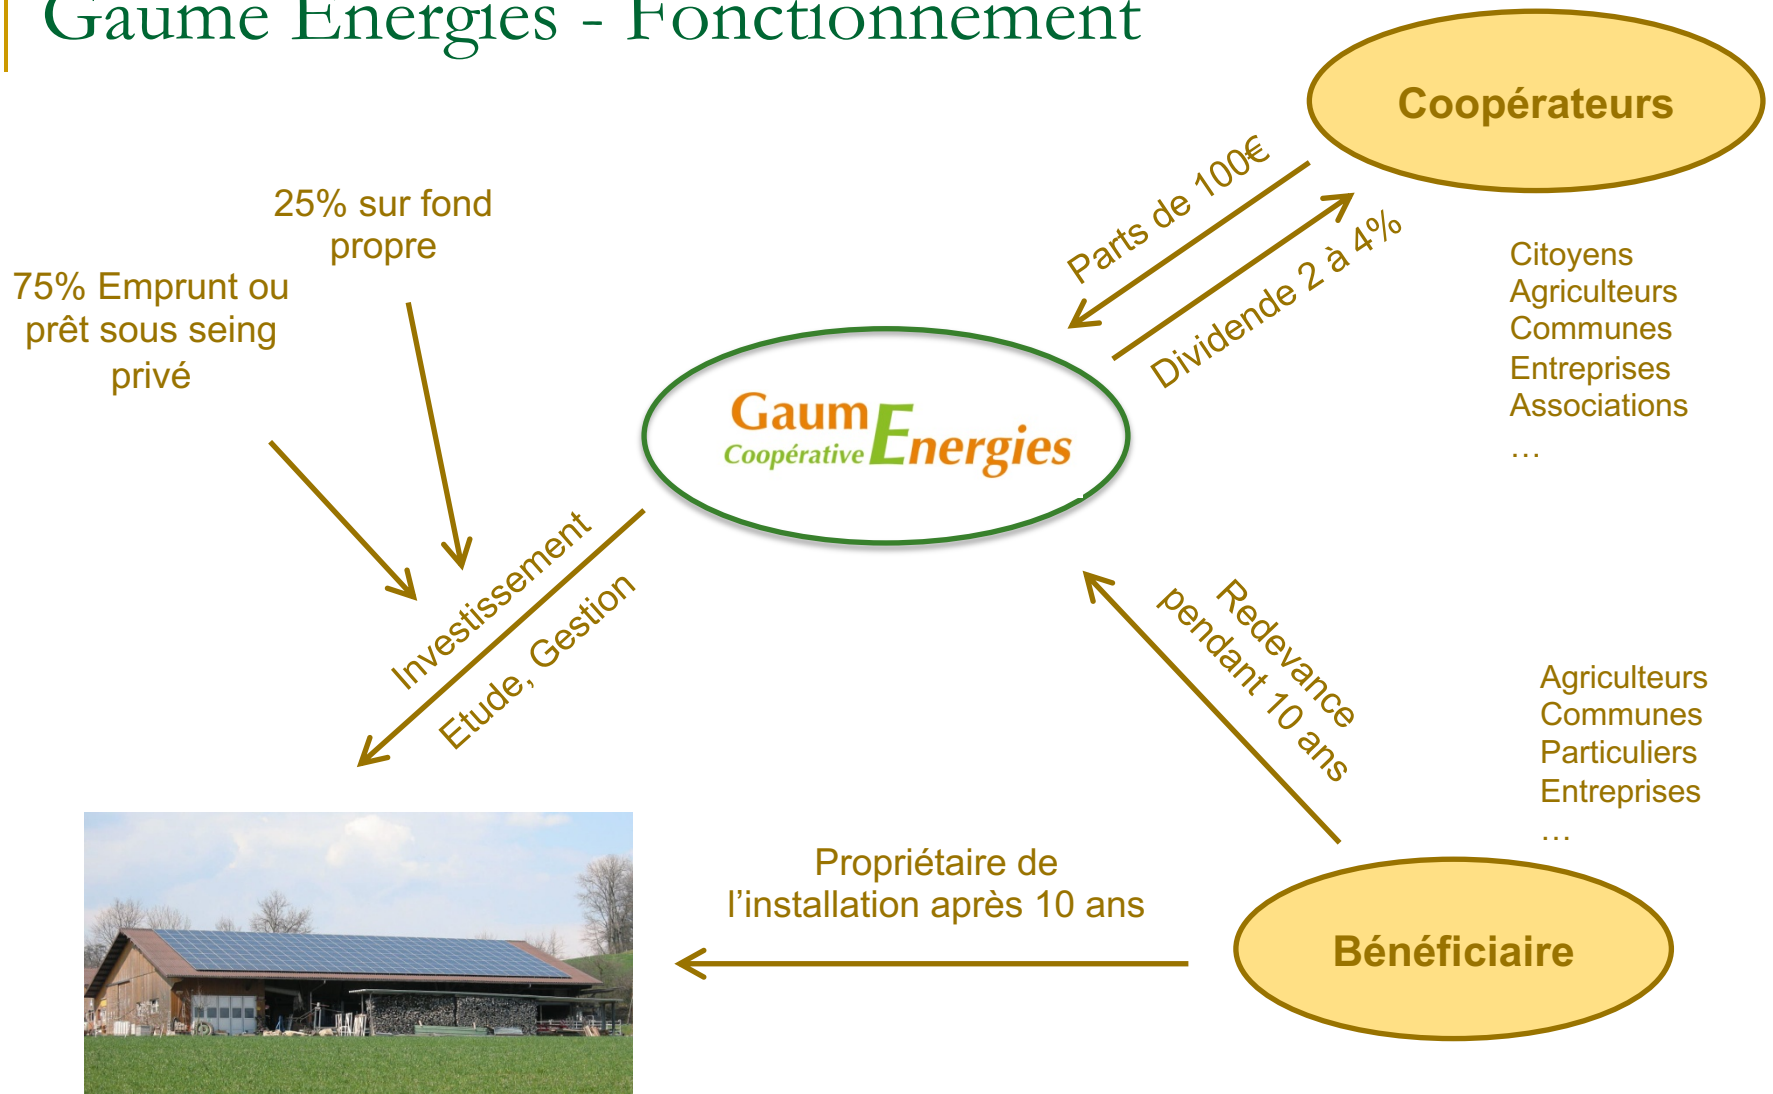 Gaume Energies - Fonctionnement
Coopérateurs
Parts de 100€
Dividende 2 à 4%
Citoyens
Agriculteurs
Communes
Entreprises
Associations
…
25% sur fond
propre
75% Emprunt ou
prêt sous seing
privé
Gaum
Coopérative Energies
Investissement
Etude, Gestion
Redevance
pendant 10 ans
Agriculteurs
Communes
Particuliers
Entreprises
…
Propriétaire de
l’installation après 10 ans
Bénéficiaire